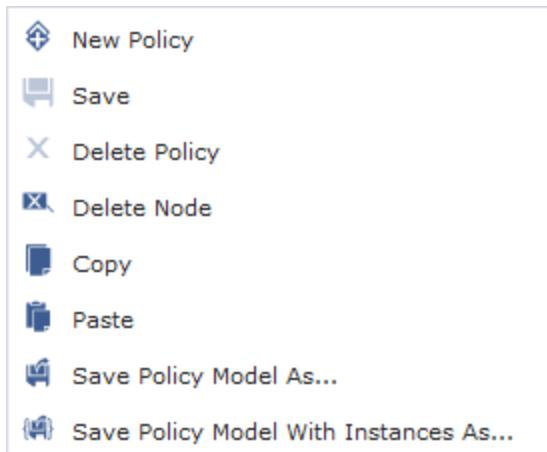 New Policy
Save
Delete Policy
Delete Node
Copy
Paste
Save Policy Model As...
Save Policy Model With Instances As...